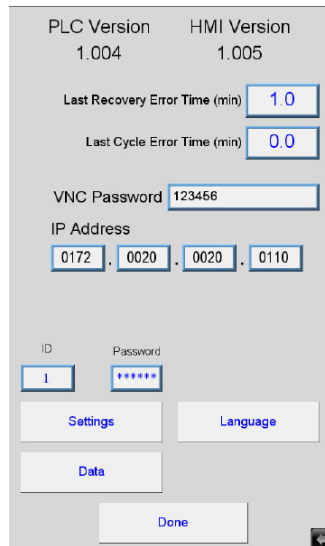 PLC Version HMI Version
1.004 1.005
Last Recovery Error Time (min) 1.0
Last Cycle Error Time (min) 0.0
VNC Password 123456
IP Address
0172 . 0020 . 0020 . 0110
ID Password
1 ******
Settings Language
Data
Done